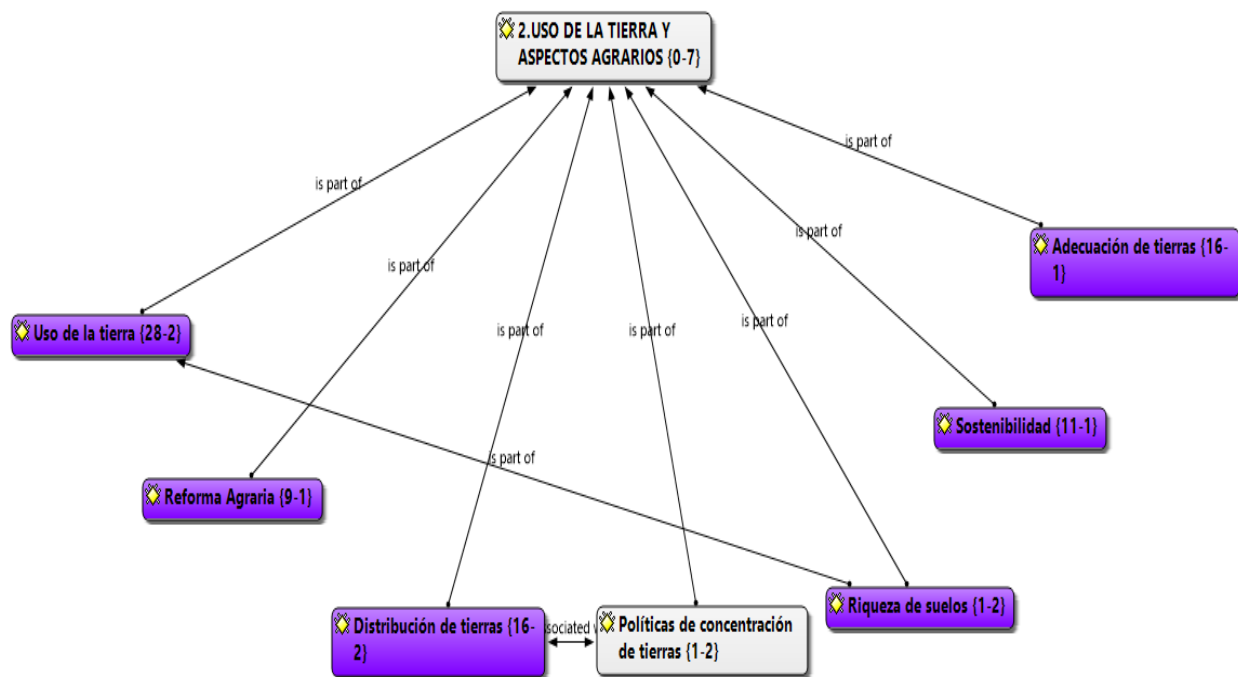 2.USO DE LA TIERRA Y
ASPECTOS AGRARIOS {0-7}
is part of
is part of
is part of
Adecuación de tierras {16-
1}
is part of
Uso de la tierra {28-2}
is part of
is part of
is part of
Sostenibilidad {11-1}
is part of
Reforma Agraria {9-1}
Riqueza de suelos {1-2}
Distribución de tierras {16-
2}
Políticas de concentración
de tierras {1-2}